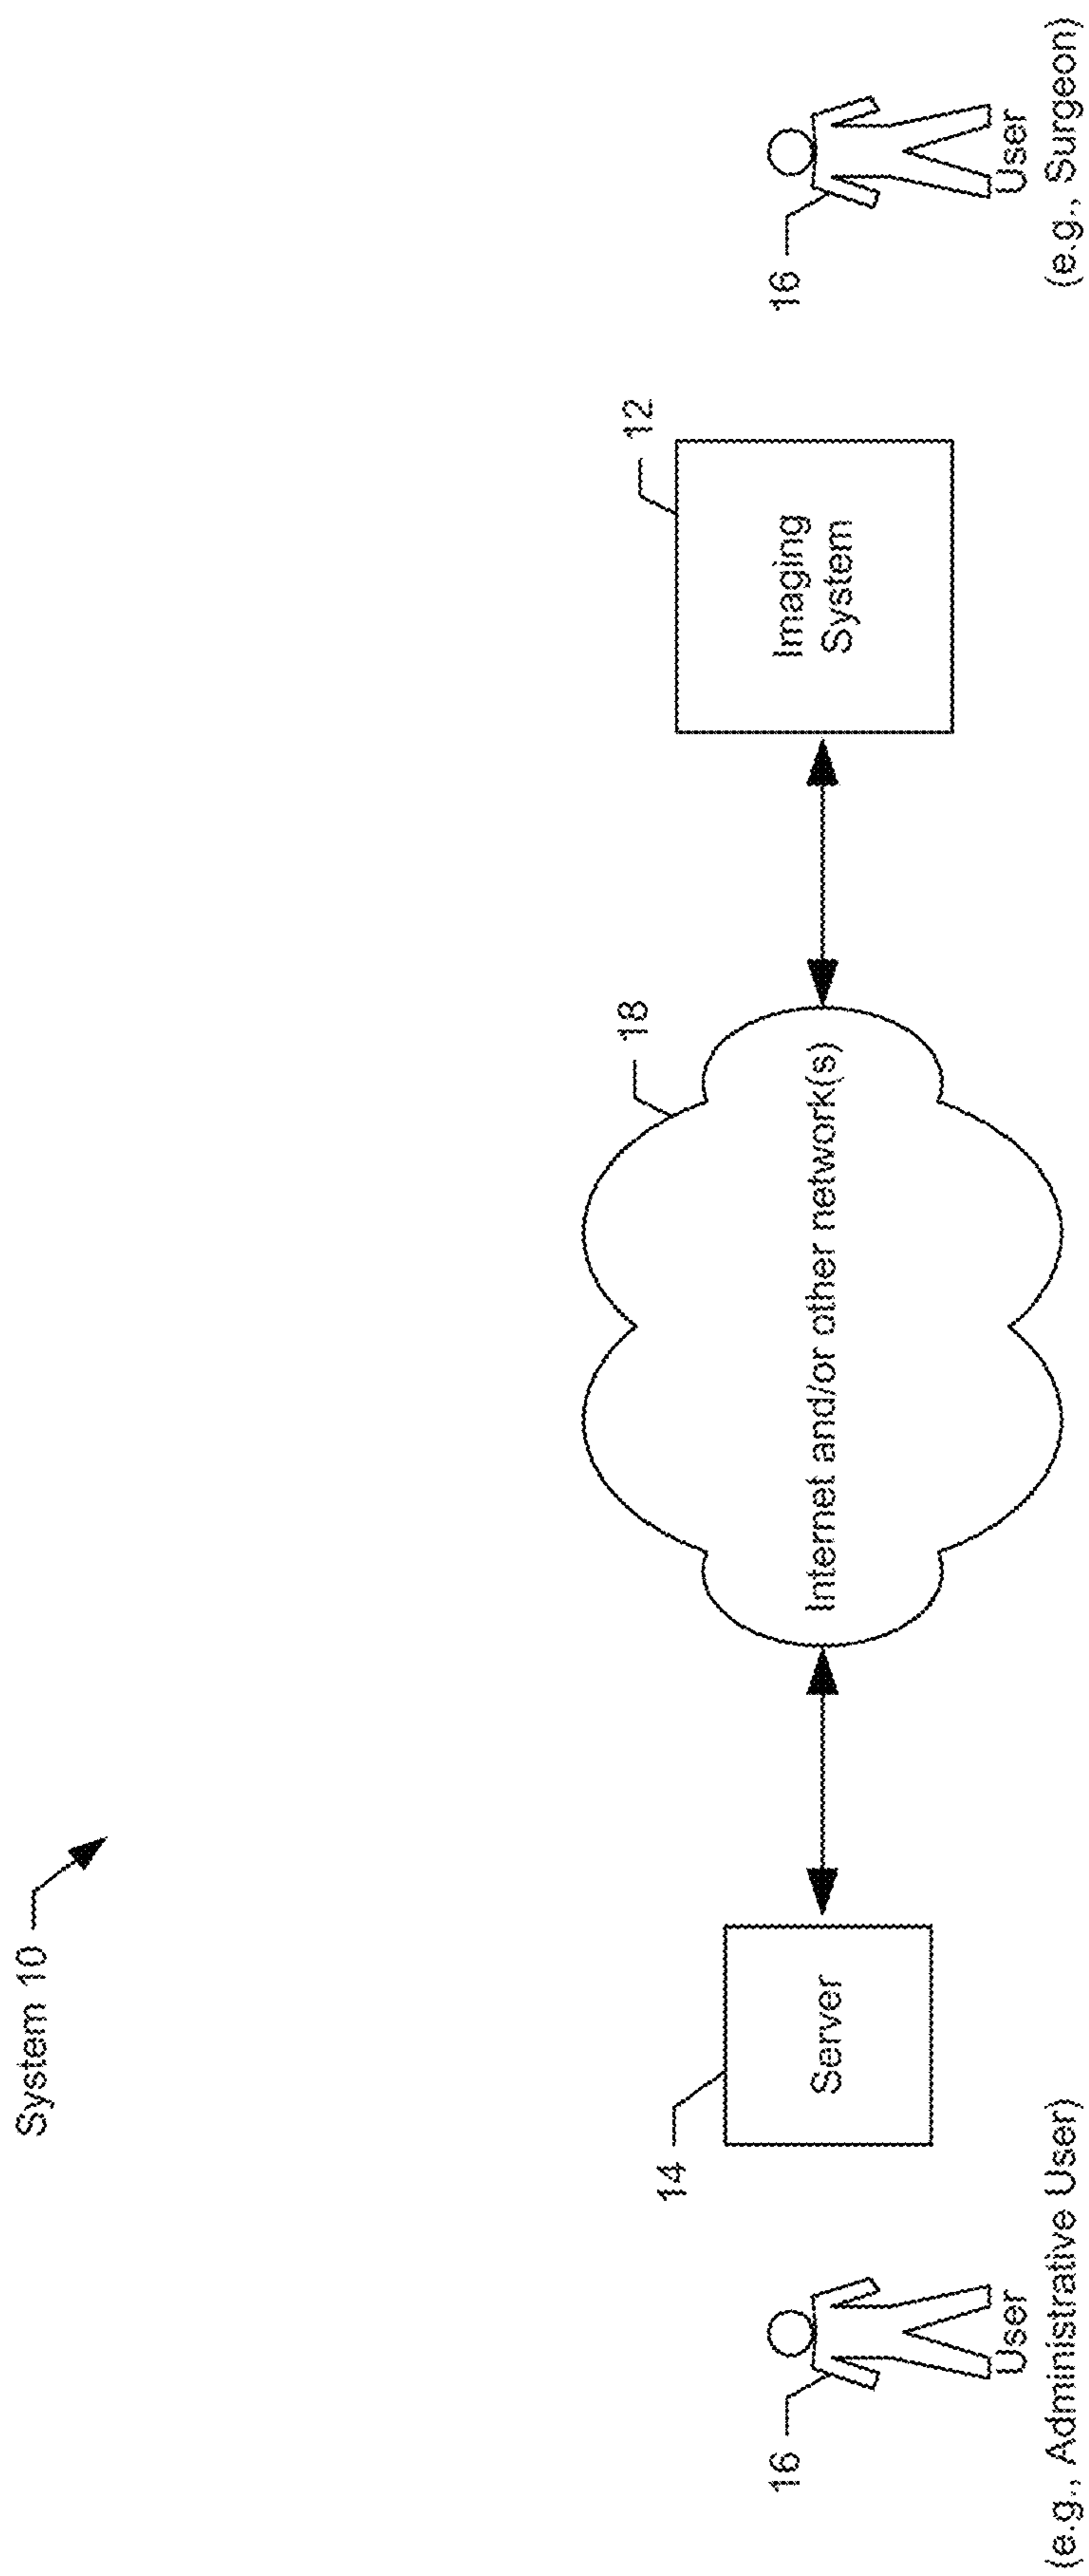 System 10
18
12
14
16
16
Server
Internet and/or other network(s)
Imaging
System
User
(e.g., Administrative User)
User
(e.g., Surgeon)